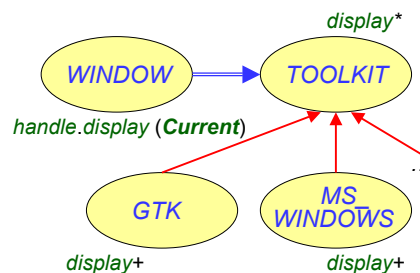 display*
WINDOW
TOOLKIT
handle.display (Current)
GTK
MS_
WINDOWS
display+
display+